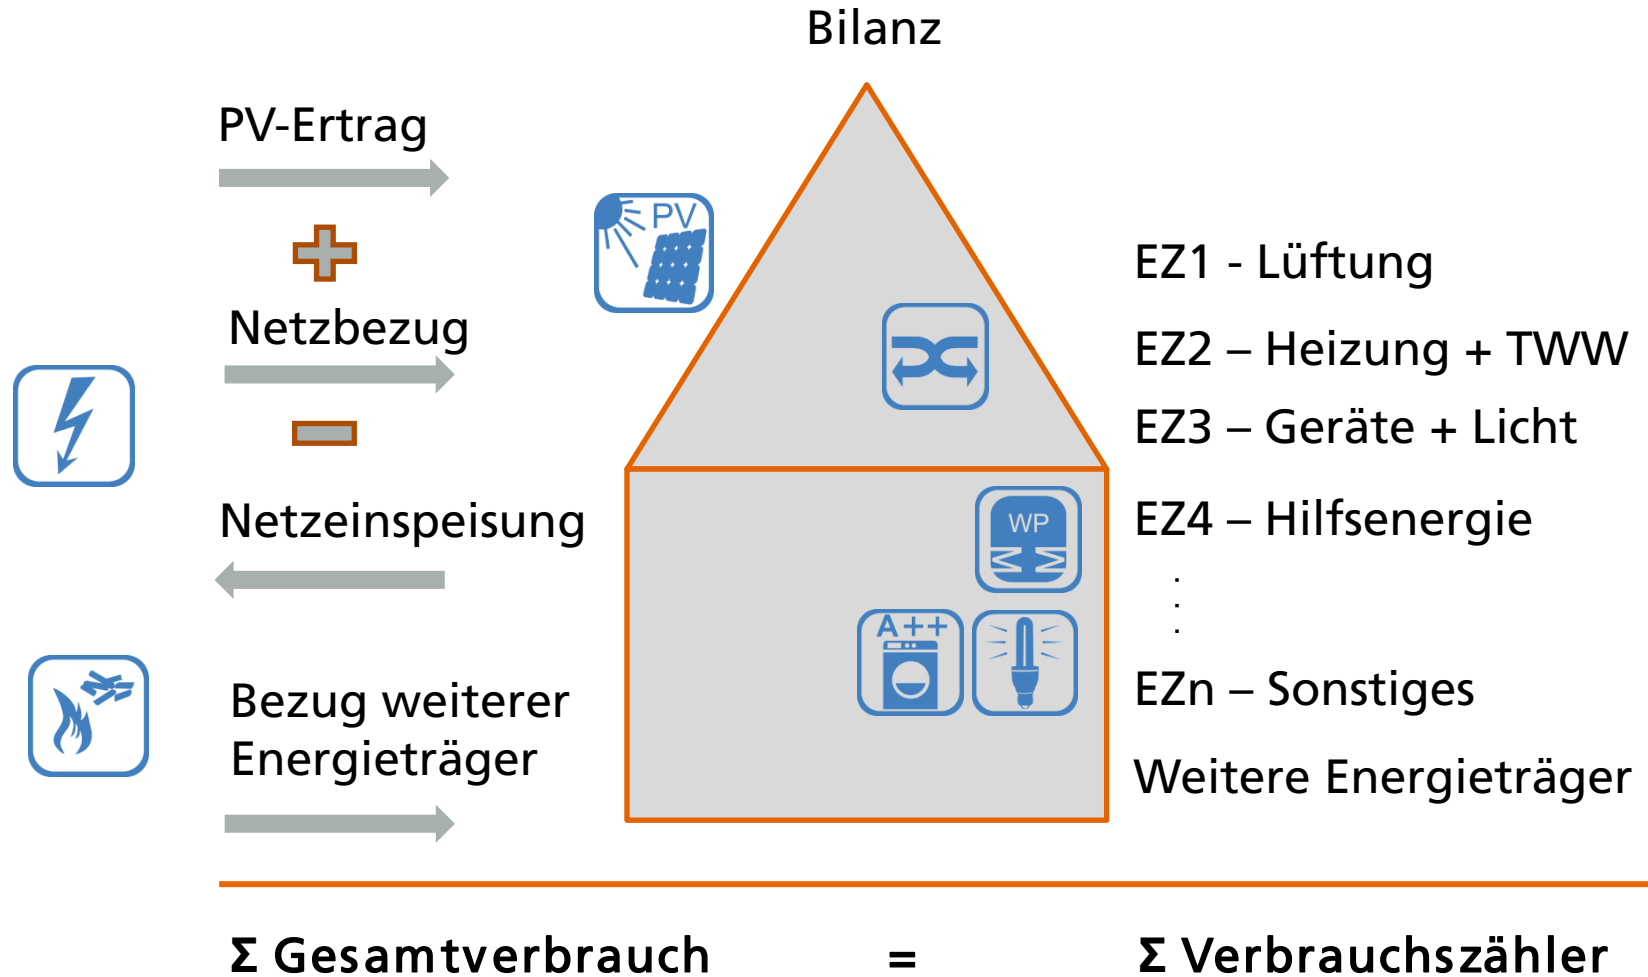 Bilanz
PV-Ertrag
Netzbezug
Netzeinspeisung
Bezug weiterer
Energieträger
PV
WP
A++
EZ1 - Lüftung
EZ2 – Heizung + TWW
EZ3 – Geräte + Licht
EZ4 – Hilfsenergie
.
.
.
EZn – Sonstiges
Weitere Energieträger
Σ Gesamtverbrauch = Σ Verbrauchszähler